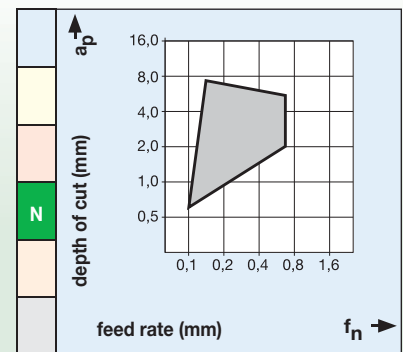 ap
depth of cut (mm)
16,0
8,0
4,0
2,0
1,0
0,5
N
0,1 0,2 0,4 0,8 1,6
feed rate (mm)
fn